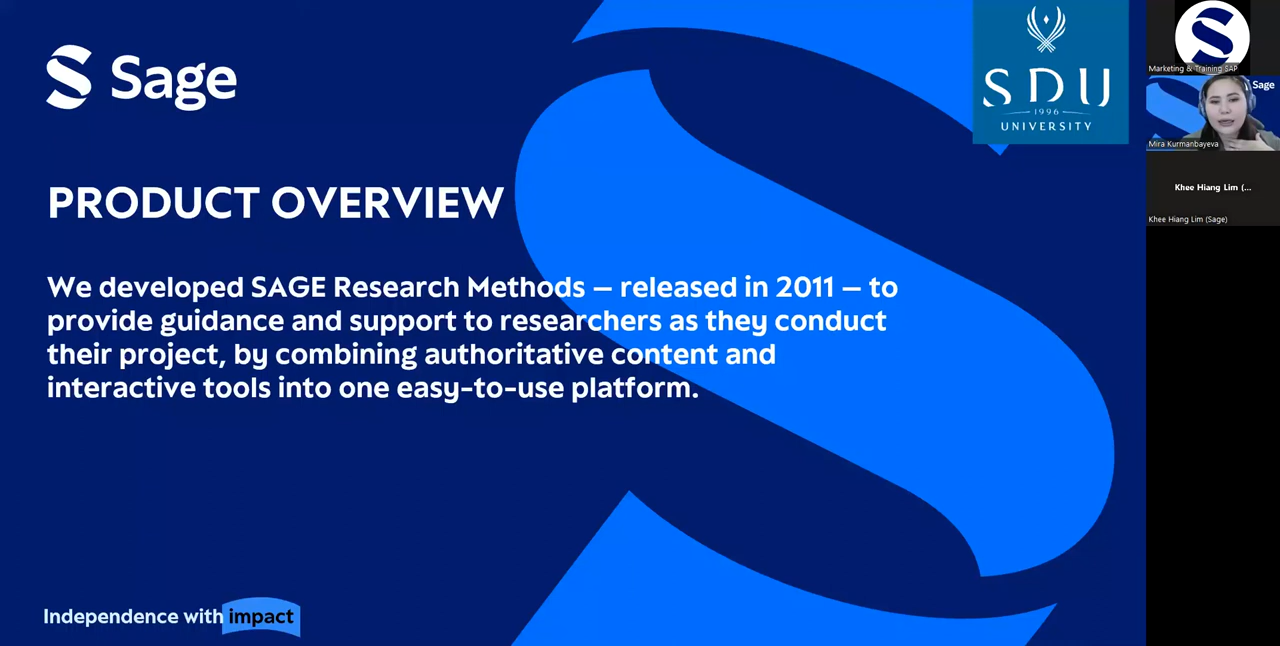 Sage
SDU
1996
UNIVERSITY
PRODUCT OVERVIEW
We developed SAGE Research Methods – released in 2011 – to
provide guidance and support to researchers as they conduct
their project, by combining authoritative content and
interactive tools into one easy-to-use platform.
Independence with impact
Marketing & Training SAP
Sage
Mira Kurmanbayeva
Khee Hiang Lim (...
Khee Hiang Lim (Sage)